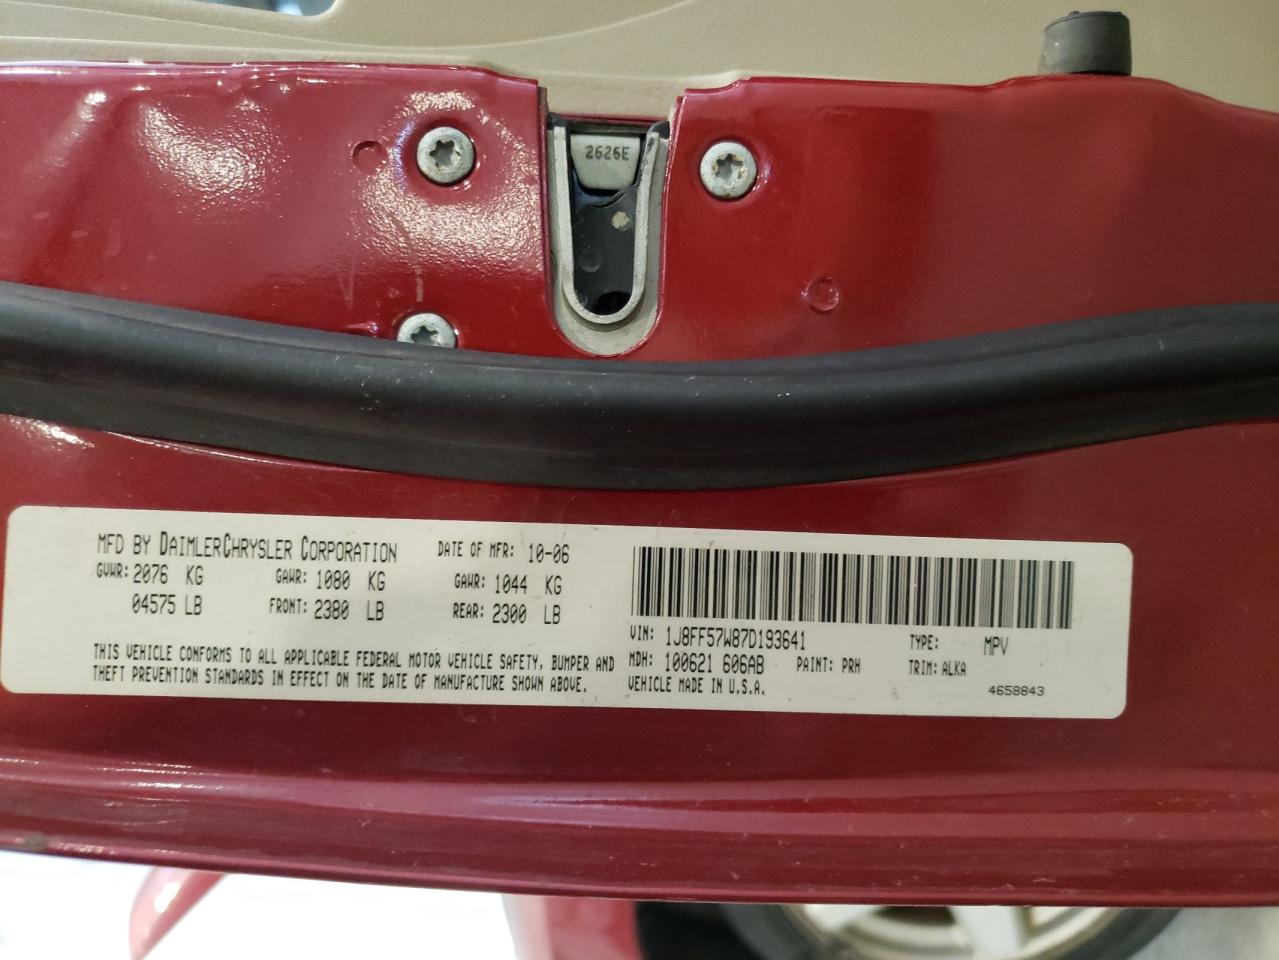 2626E
MFD BY DAIMLERCHRYSLER CORPORATION DATE OF MFR: 10-06
GVWR: 2076 KG GAWR: 1080 KG GAWR: 1044 KG
04575 LB FRONT: 2380 LB REAR: 2300 LB
THIS VEHICLE CONFORMS TO ALL APPLICABLE FEDERAL MOTOR VEHICLE SAFETY, BUMPER AND
THEFT PREVENTION STANDARDS IN EFFECT ON THE DATE OF MANUFACTURE SHOWN ABOVE.
VIN: 1J8FF57W87D193641 TYPE: MPV
MDH: 100621 606AB PAINT: PRH TRIM: ALKA
VEHICLE MADE IN U.S.A. 4658843